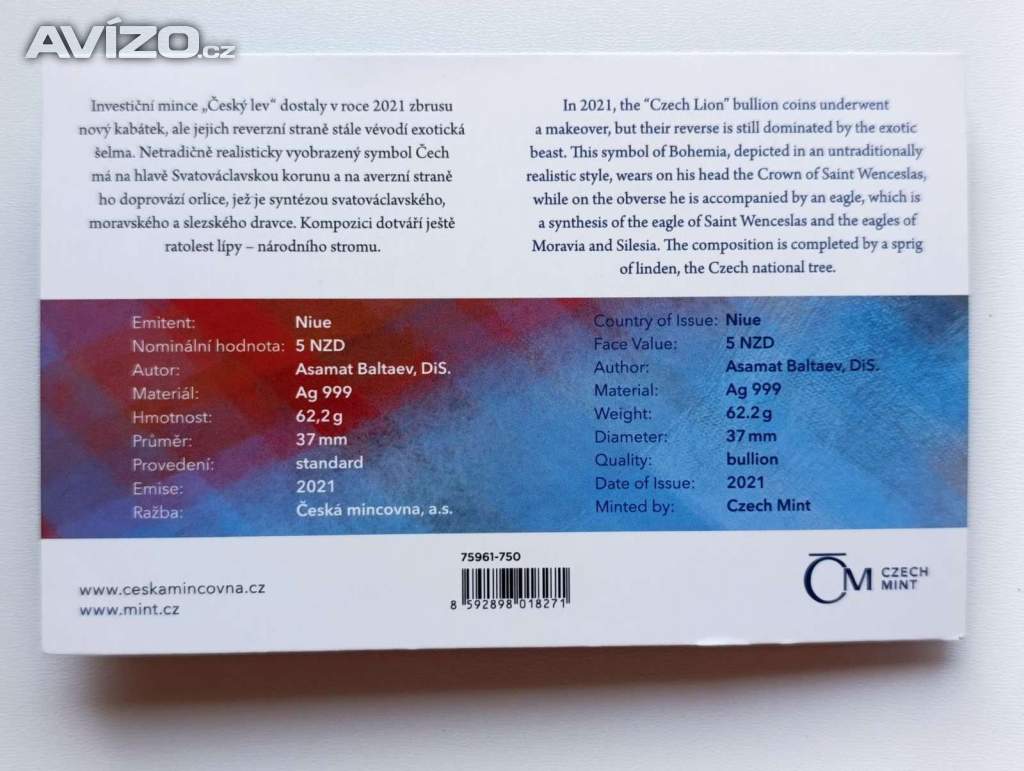 AVÍZO.cz
Investiční mince „Český lev“ dostaly v roce 2021 zbrusu
nový kabátek, ale jejich reverzní straně stále vévodí exotická
šelma. Netradičně realisticky vyobrazený symbol Čech
má na hlavě Svatováclavskou korunu a na averzní straně
ho doprovází orlice, jež je syntézou svatováclavského,
moravského a slezského dravce. Kompozici dotváří ještě
ratolest lípy – národního stromu.
In 2021, the “Czech Lion” bullion coins underwent
a makeover, but their reverse is still dominated by the exotic
beast. This symbol of Bohemia, depicted in an untraditionally
realistic style, wears on his head the Crown of Saint Wenceslas,
while on the obverse he is accompanied by an eagle, which is
a synthesis of the eagle of Saint Wenceslas and the eagles of
Moravia and Silesia. The composition is completed by a sprig
of linden, the Czech national tree.
Emitent: Niue
Nominální hodnota: 5 NZD
Autor: Asamat Baltaev, DiS.
Materiál: Ag 999
Hmotnost: 62,2 g
Průměr: 37 mm
Provedení: standard
Emise: 2021
Ražba: Česká mincovna, a.s.
Country of Issue: Niue
Face Value: 5 NZD
Author: Asamat Baltaev, DiS.
Material: Ag 999
Weight: 62.2 g
Diameter: 37 mm
Quality: bullion
Date of Issue: 2021
Minted by: Czech Mint
www.ceskamincovna.cz
www.mint.cz
75961-750
8 592898 018271
ČM CZECH
MINT